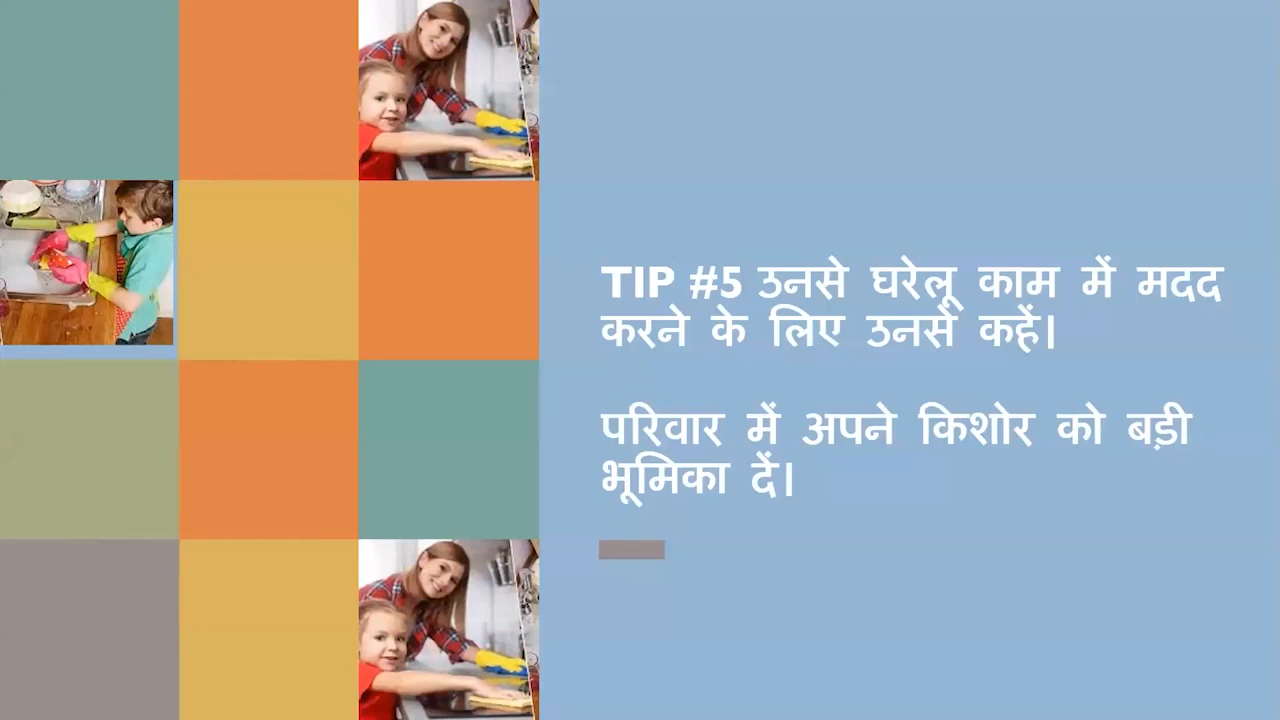 TIP #5 उनसे घरेलू काम में मदद
करने के लिए उनसे कहें।
परिवार में अपने किशोर को बड़ी
भूमिका दें।